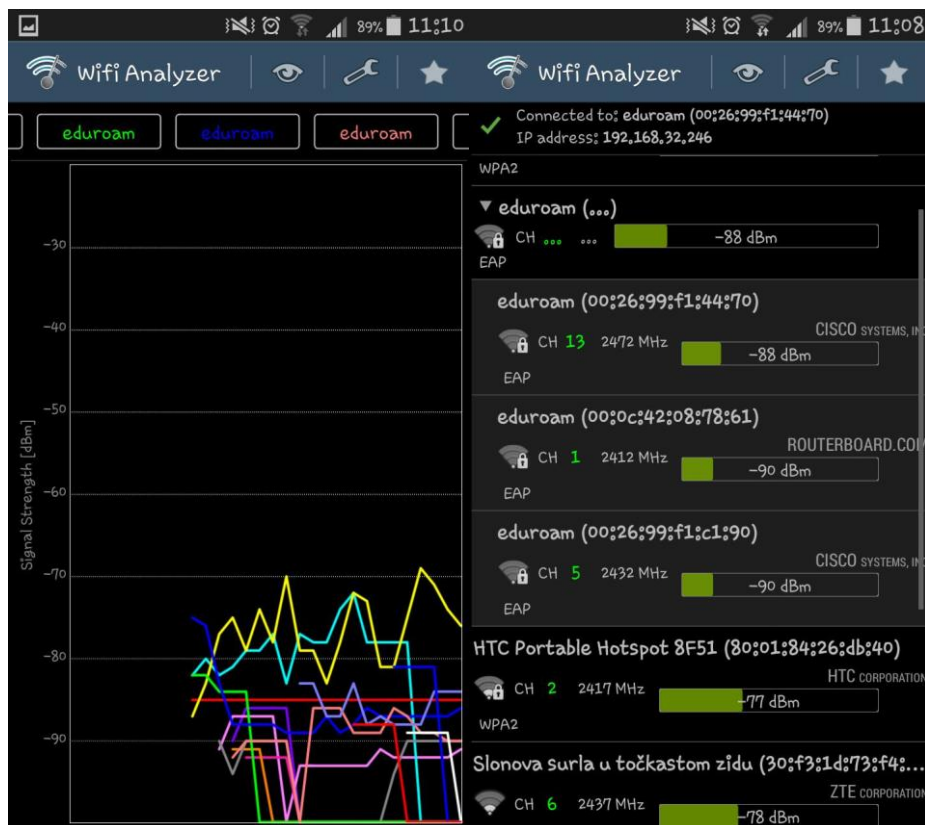 89% 11:10
Wifi Analyzer
eduroam eduroam eduroam
Signal Strength [dBm]
-30
-40
-50
-60
-70
-80
-90
89% 11:08
Wifi Analyzer
Connected to: eduroam (00:26:99:f1:44:70)
IP address: 192.168.32.246
WPA2
eduroam (...)
CH ... ... -88 dBm
EAP
eduroam (00:26:99:f1:44:70)
CISCO SYSTEMS, IN
CH 13 2472 MHz -88 dBm
EAP
eduroam (00:0c:42:08:78:61)
ROUTERBOARD.CO
CH 1 2412 MHz -90 dBm
EAP
eduroam (00:26:99:f1:c1:90)
CISCO SYSTEMS, IN
CH 5 2432 MHz -90 dBm
EAP
HTC Portable Hotspot 8F51 (80:01:84:26:db:40)
HTC CORPORATION
CH 2 2417 MHz -77 dBm
WPA2
Slonova surla u točkastom zidu (30:f3:1d:73:f4:...
ZTE CORPORATION
CH 6 2437 MHz -78 dBm